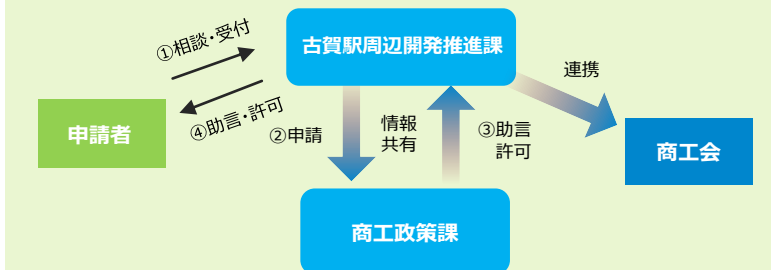 ①相談・受付
古賀駅周辺開発推進課
連携
申請者
④助言・許可
②申請
情報
共有
③助言
許可
商工会
商工政策課